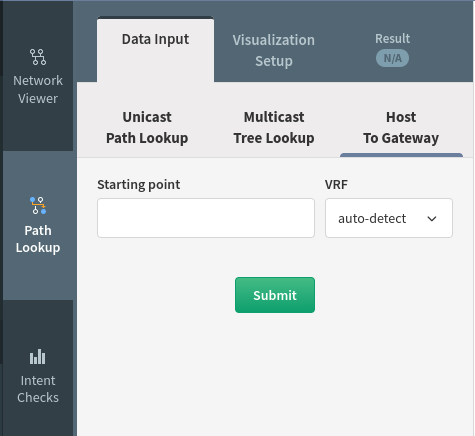 Network
Viewer
Path
Lookup
Intent
Checks
Data Input
Visualization
Setup
Result
N/A
Unicast
Path Lookup
Multicast
Tree Lookup
Host
To Gateway
Starting point
VRF
auto-detect
Submit